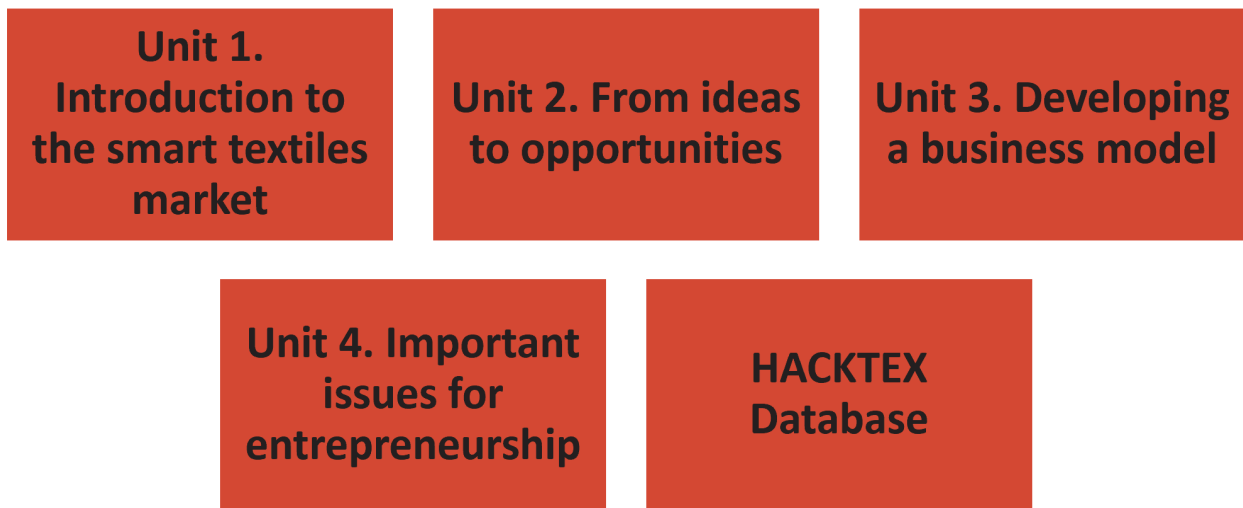 Unit 1.
Introduction to
the smart textiles
market
Unit 2. From ideas
to opportunities
Unit 3. Developing
a business model
Unit 4. Important
issues for
entrepreneurship
HACKTEX
Database